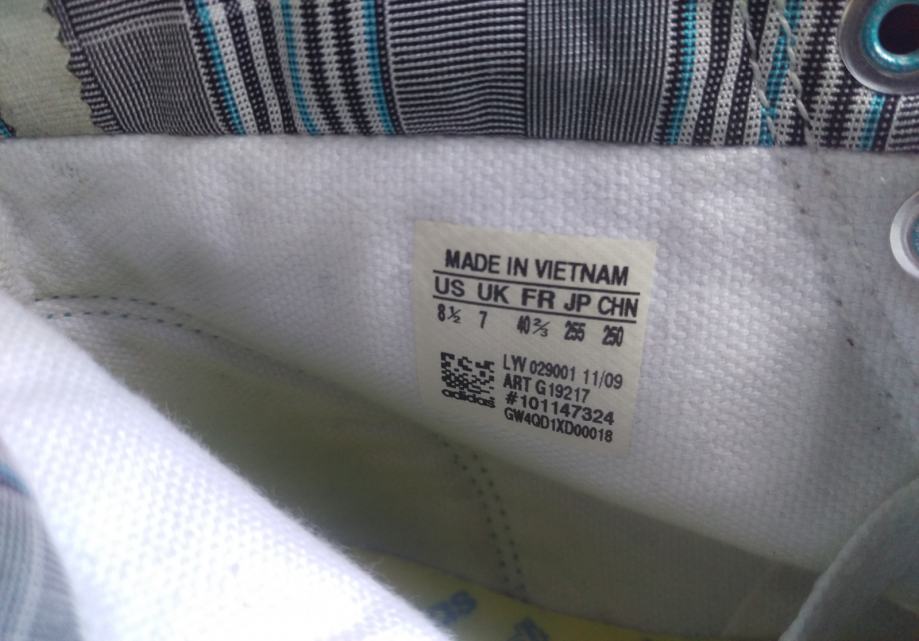 MADE IN VIETNAM
US UK FR JP CHN
8½ 7 40⅔ 255 250
LYV 029001 11/09
ART G19217
#101147324
GW4QD1XD00018
adidas